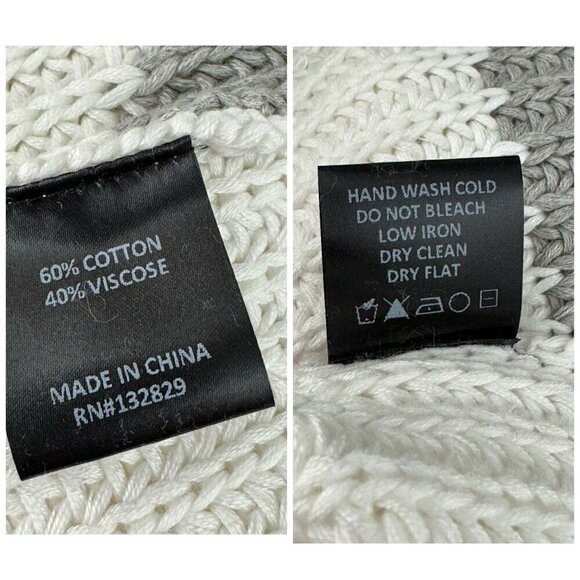 60% COTTON
40% VISCOSE
MADE IN CHINA
RN#132829
HAND WASH COLD
DO NOT BLEACH
LOW IRON
DRY CLEAN
DRY FLAT